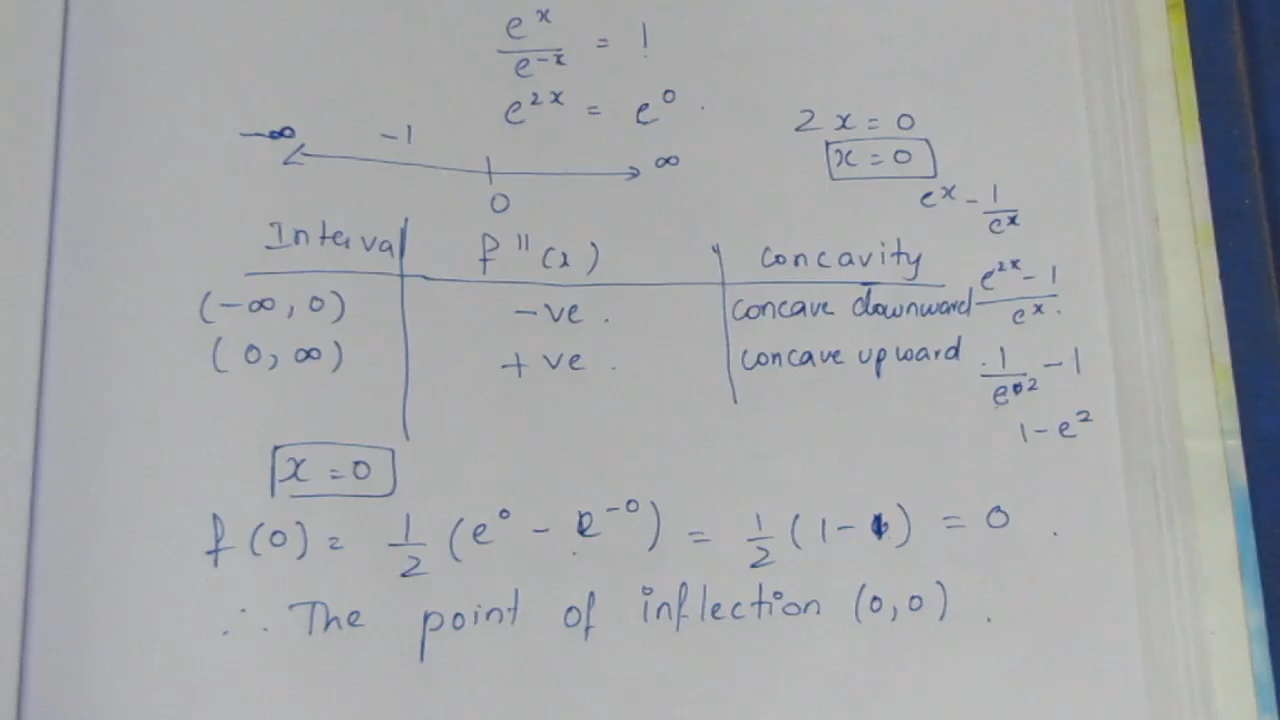 e^x / e^-x = 1
e^2x = e^0 .
2x = 0
x = 0
-∞ -1 0 ∞
e^x - 1/e^x
Interval f''(x) concavity
(e^2x - 1)/e^x .
(-∞, 0) -ve . concave downward
(0, ∞) +ve . concave upward
1/e^2 - 1
1 - e^2
x = 0
f(0) = 1/2 (e^0 - e^-0) = 1/2 (1 - 1) = 0 .
∴ The point of inflection (0,0) .